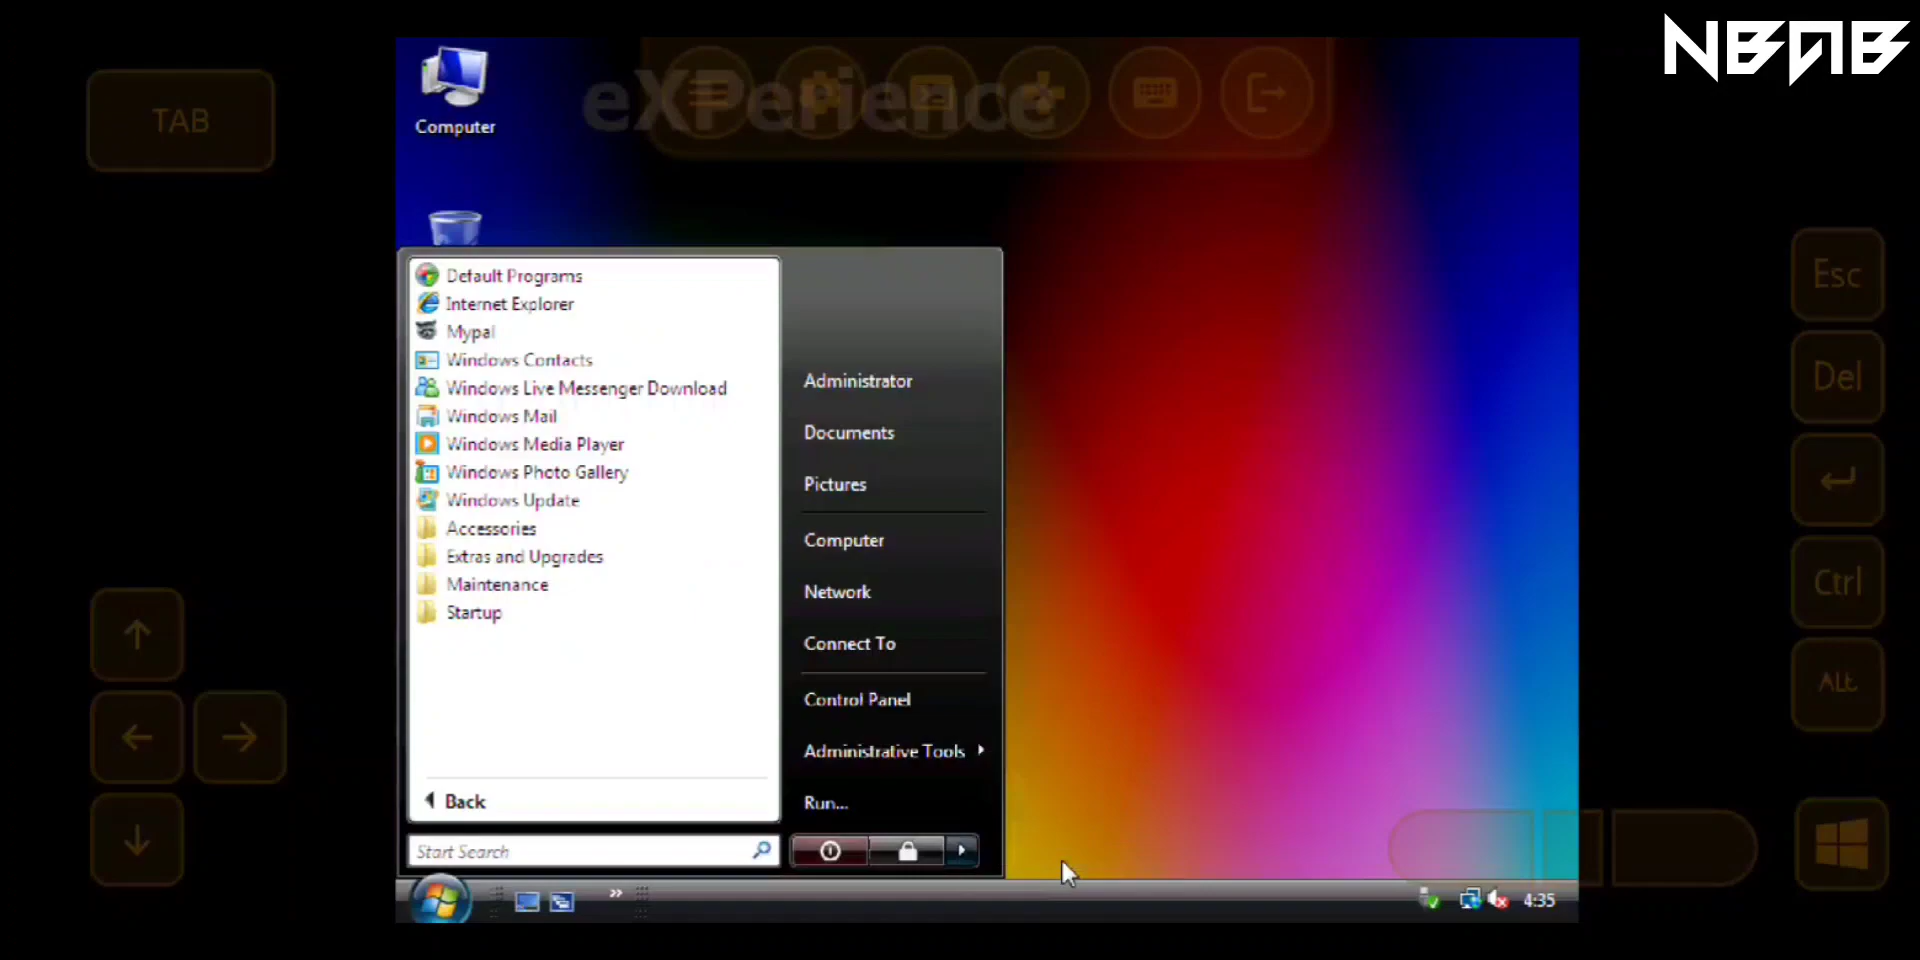 NBAB
TAB
eXPerience
Computer
Default Programs
Internet Explorer
Mypal
Windows Contacts
Windows Live Messenger Download
Windows Mail
Windows Media Player
Windows Photo Gallery
Windows Update
Accessories
Extras and Upgrades
Maintenance
Startup
Back
Start Search
Administrator
Documents
Pictures
Computer
Network
Connect To
Control Panel
Administrative Tools
Run...
4:35
Esc
Del
Ctrl
ALt